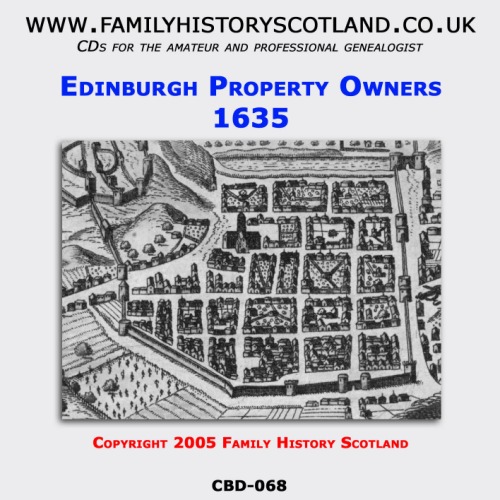 WWW.FAMILYHISTORYSCOTLAND.CO.UK
CDS FOR THE AMATEUR AND PROFESSIONAL GENEALOGIST
EDINBURGH PROPERTY OWNERS
1635
COPYRIGHT 2005 FAMILY HISTORY SCOTLAND
CBD-068